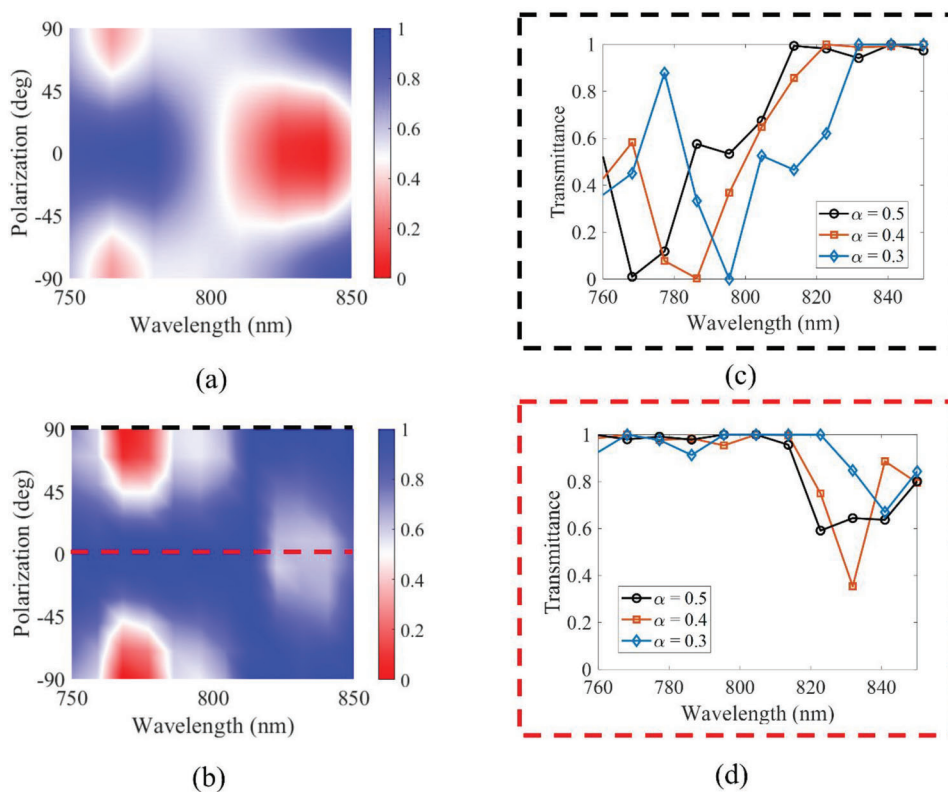 90
45
0
-45
-90
Polarization (deg)
750
800
850
Wavelength (nm)
1
0.8
0.6
0.4
0.2
0
(a)
1
0.8
0.6
0.4
0.2
0
Transmittance
760
780
800
820
840
Wavelength (nm)
α = 0.5
α = 0.4
α = 0.3
(c)
90
45
0
-45
-90
Polarization (deg)
750
800
850
Wavelength (nm)
1
0.8
0.6
0.4
0.2
0
(b)
1
0.8
0.6
0.4
0.2
0
Transmittance
760
780
800
820
840
Wavelength (nm)
α = 0.5
α = 0.4
α = 0.3
(d)